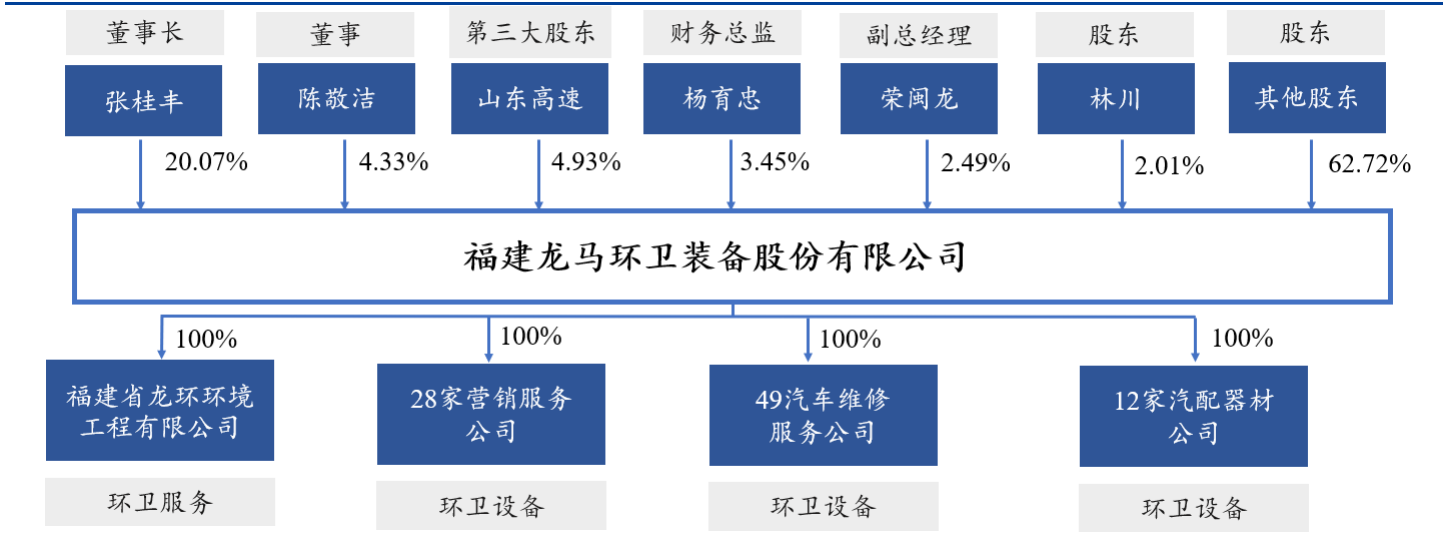 董事长 董事 第三大股东 财务总监 副总经理 股东 股东
张桂丰 陈敬洁 山东高速 杨育忠 荣闽龙 林川 其他股东
20.07% 4.33% 4.93% 3.45% 2.49% 2.01% 62.72%
福建龙马环卫装备股份有限公司
100% 100% 100% 100%
福建省龙环环境
工程有限公司
28家营销服务
公司
49汽车维修
服务公司
12家汽配器材
公司
环卫服务 环卫设备 环卫设备 环卫设备